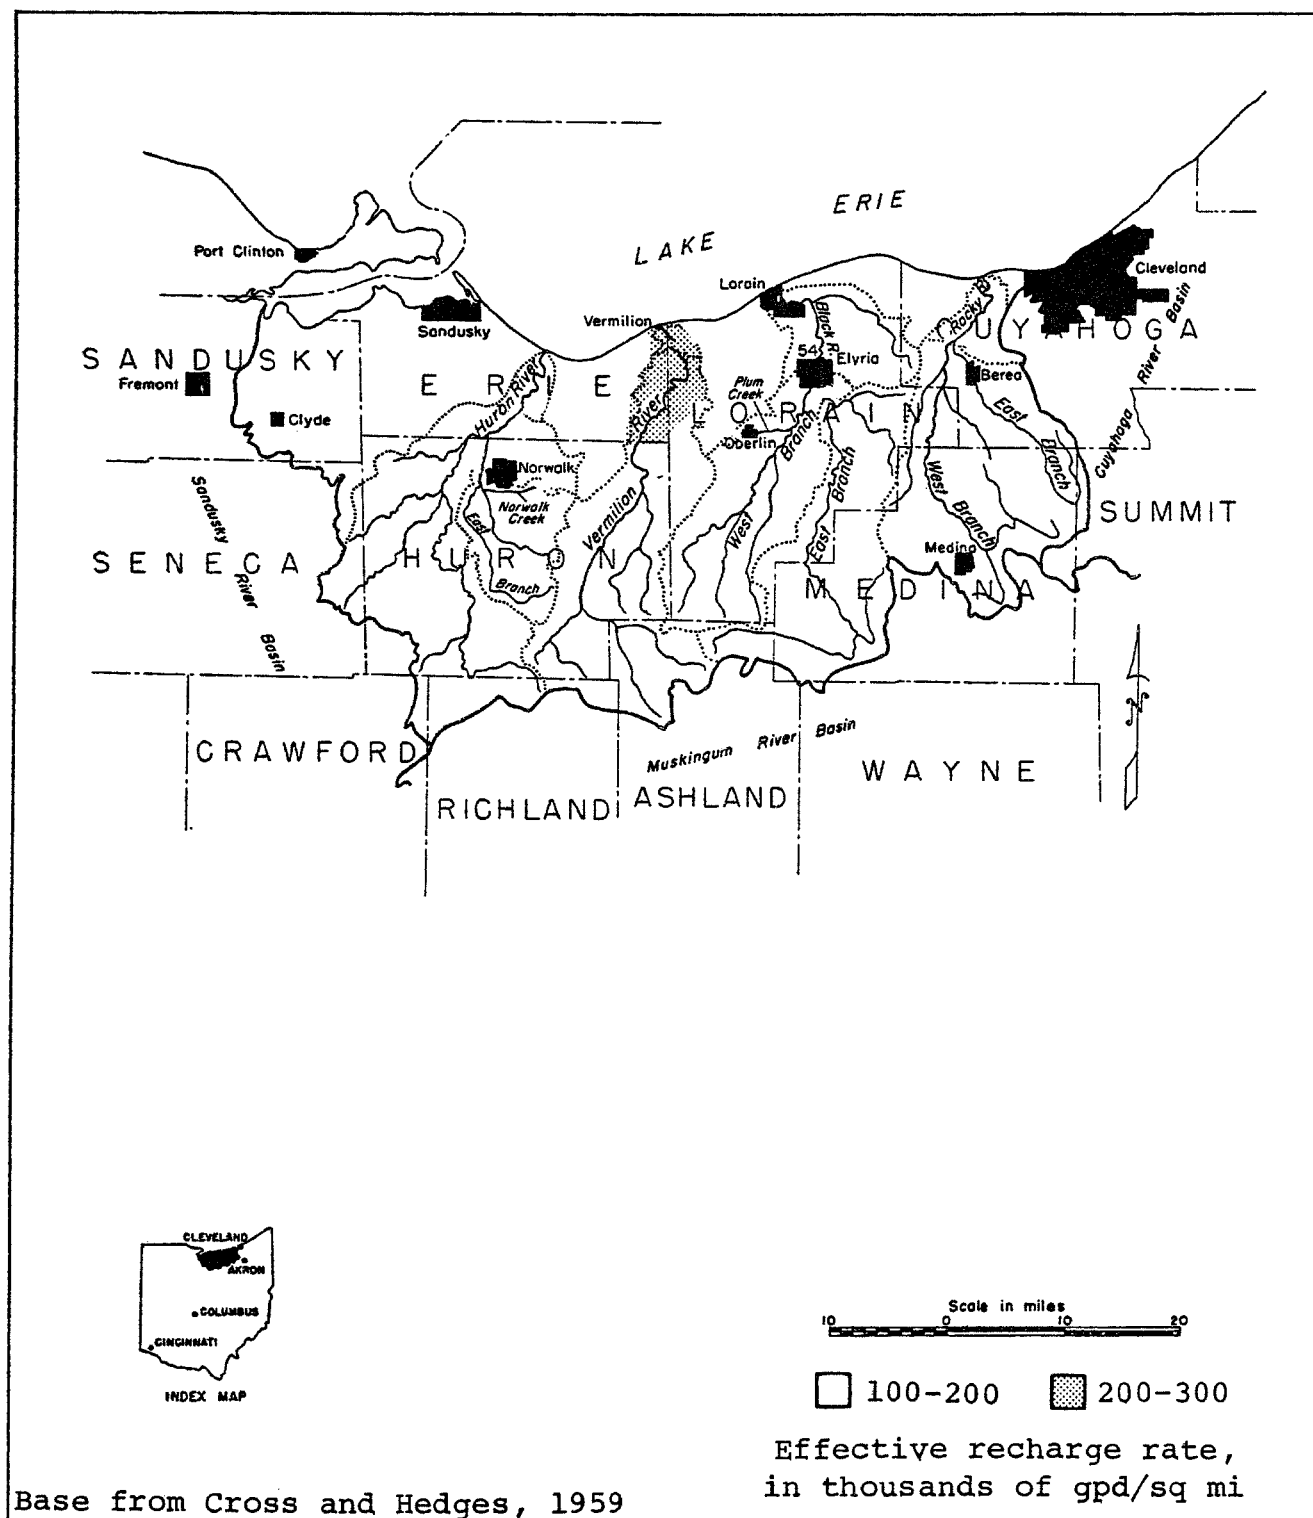 LAKE ERIE
Port Clinton
Sandusky
Vermilion
Lorain
Cleveland
SANDUSKY
Fremont
Clyde
ERIE
Huron River
River
Black R
54
Elyria
Plum
Creek
Oberlin
LORAIN
Rocky R
UYAHOGA
Berea
East
Branch
Cuyahoga
River
Basin
Norwalk
Norwalk
Creek
East
Branch
Vermilion
West
Branch
East
Branch
West
Branch
SUMMIT
Sandusky
River
Basin
SENECA
HURON
Medina
MEDINA
CRAWFORD
RICHLAND
ASHLAND
Muskingum River Basin
WAYNE
N
CLEVELAND
AKRON
COLUMBUS
CINCINNATI
INDEX MAP
Scale in miles
10 0 10 20
100-200 200-300
Effective recharge rate,
in thousands of gpd/sq mi
Base from Cross and Hedges, 1959